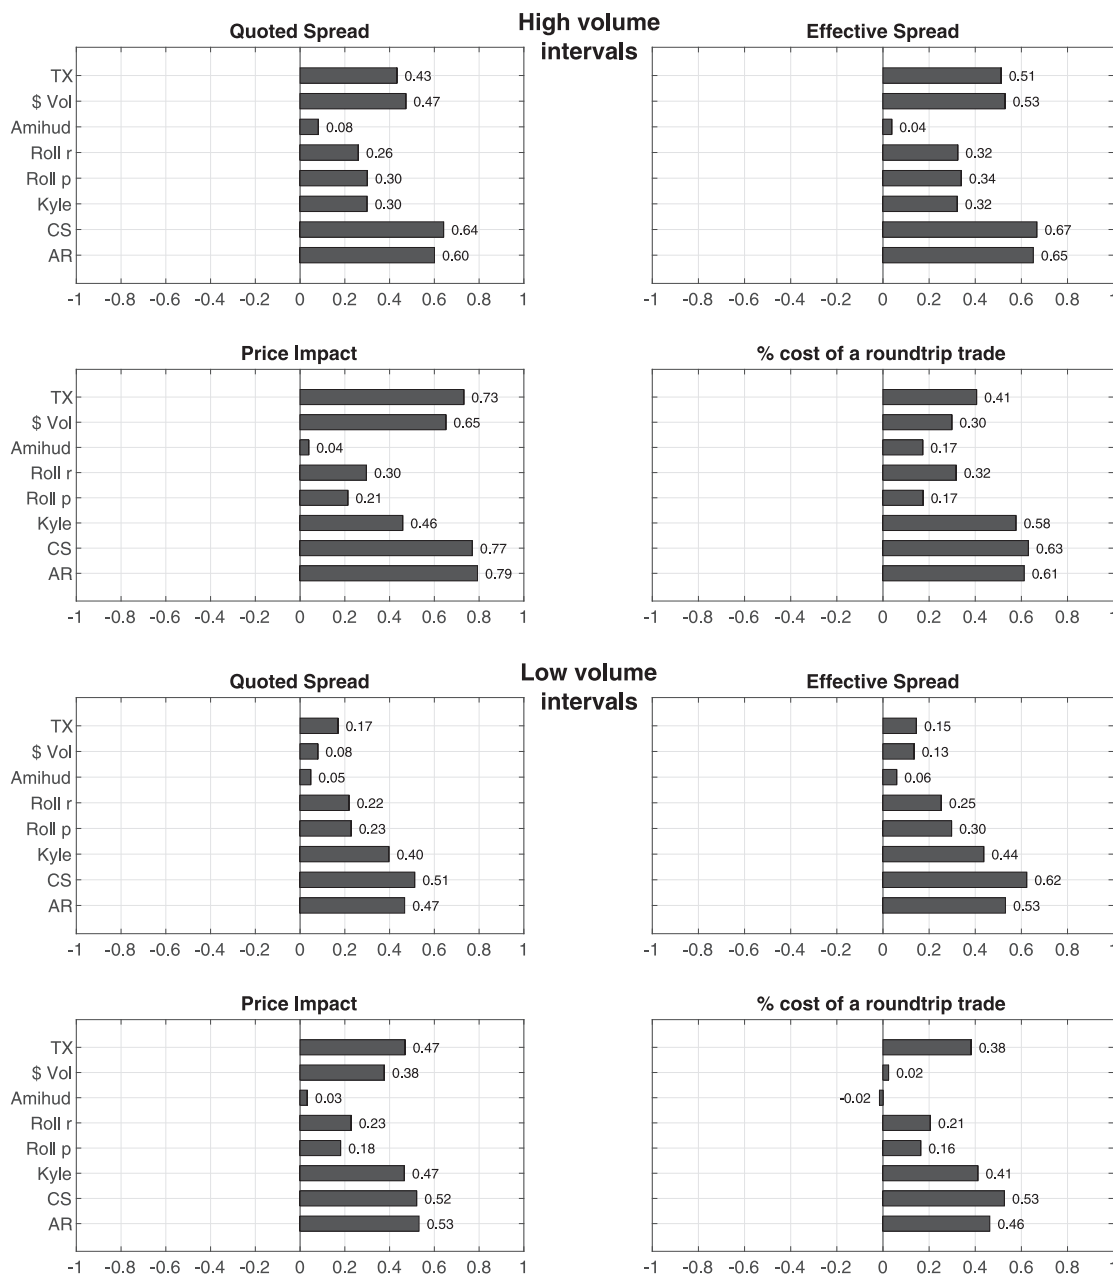 High volume
intervals
Quoted Spread
TX 0.43
$ Vol 0.47
Amihud 0.08
Roll r 0.26
Roll p 0.30
Kyle 0.30
CS 0.64
AR 0.60
-1 -0.8 -0.6 -0.4 -0.2 0 0.2 0.4 0.6 0.8 1
Effective Spread
0.51
0.53
0.04
0.32
0.34
0.32
0.67
0.65
-1 -0.8 -0.6 -0.4 -0.2 0 0.2 0.4 0.6 0.8 1
Price Impact
TX 0.73
$ Vol 0.65
Amihud 0.04
Roll r 0.30
Roll p 0.21
Kyle 0.46
CS 0.77
AR 0.79
-1 -0.8 -0.6 -0.4 -0.2 0 0.2 0.4 0.6 0.8 1
% cost of a roundtrip trade
0.41
0.30
0.17
0.32
0.17
0.58
0.63
0.61
-1 -0.8 -0.6 -0.4 -0.2 0 0.2 0.4 0.6 0.8 1
Low volume
intervals
Quoted Spread
TX 0.17
$ Vol 0.08
Amihud 0.05
Roll r 0.22
Roll p 0.23
Kyle 0.40
CS 0.51
AR 0.47
-1 -0.8 -0.6 -0.4 -0.2 0 0.2 0.4 0.6 0.8 1
Effective Spread
0.15
0.13
0.06
0.25
0.30
0.44
0.62
0.53
-1 -0.8 -0.6 -0.4 -0.2 0 0.2 0.4 0.6 0.8 1
Price Impact
TX 0.47
$ Vol 0.38
Amihud 0.03
Roll r 0.23
Roll p 0.18
Kyle 0.47
CS 0.52
AR 0.53
-1 -0.8 -0.6 -0.4 -0.2 0 0.2 0.4 0.6 0.8 1
% cost of a roundtrip trade
0.38
0.02
-0.02
0.21
0.16
0.41
0.53
0.46
-1 -0.8 -0.6 -0.4 -0.2 0 0.2 0.4 0.6 0.8 1